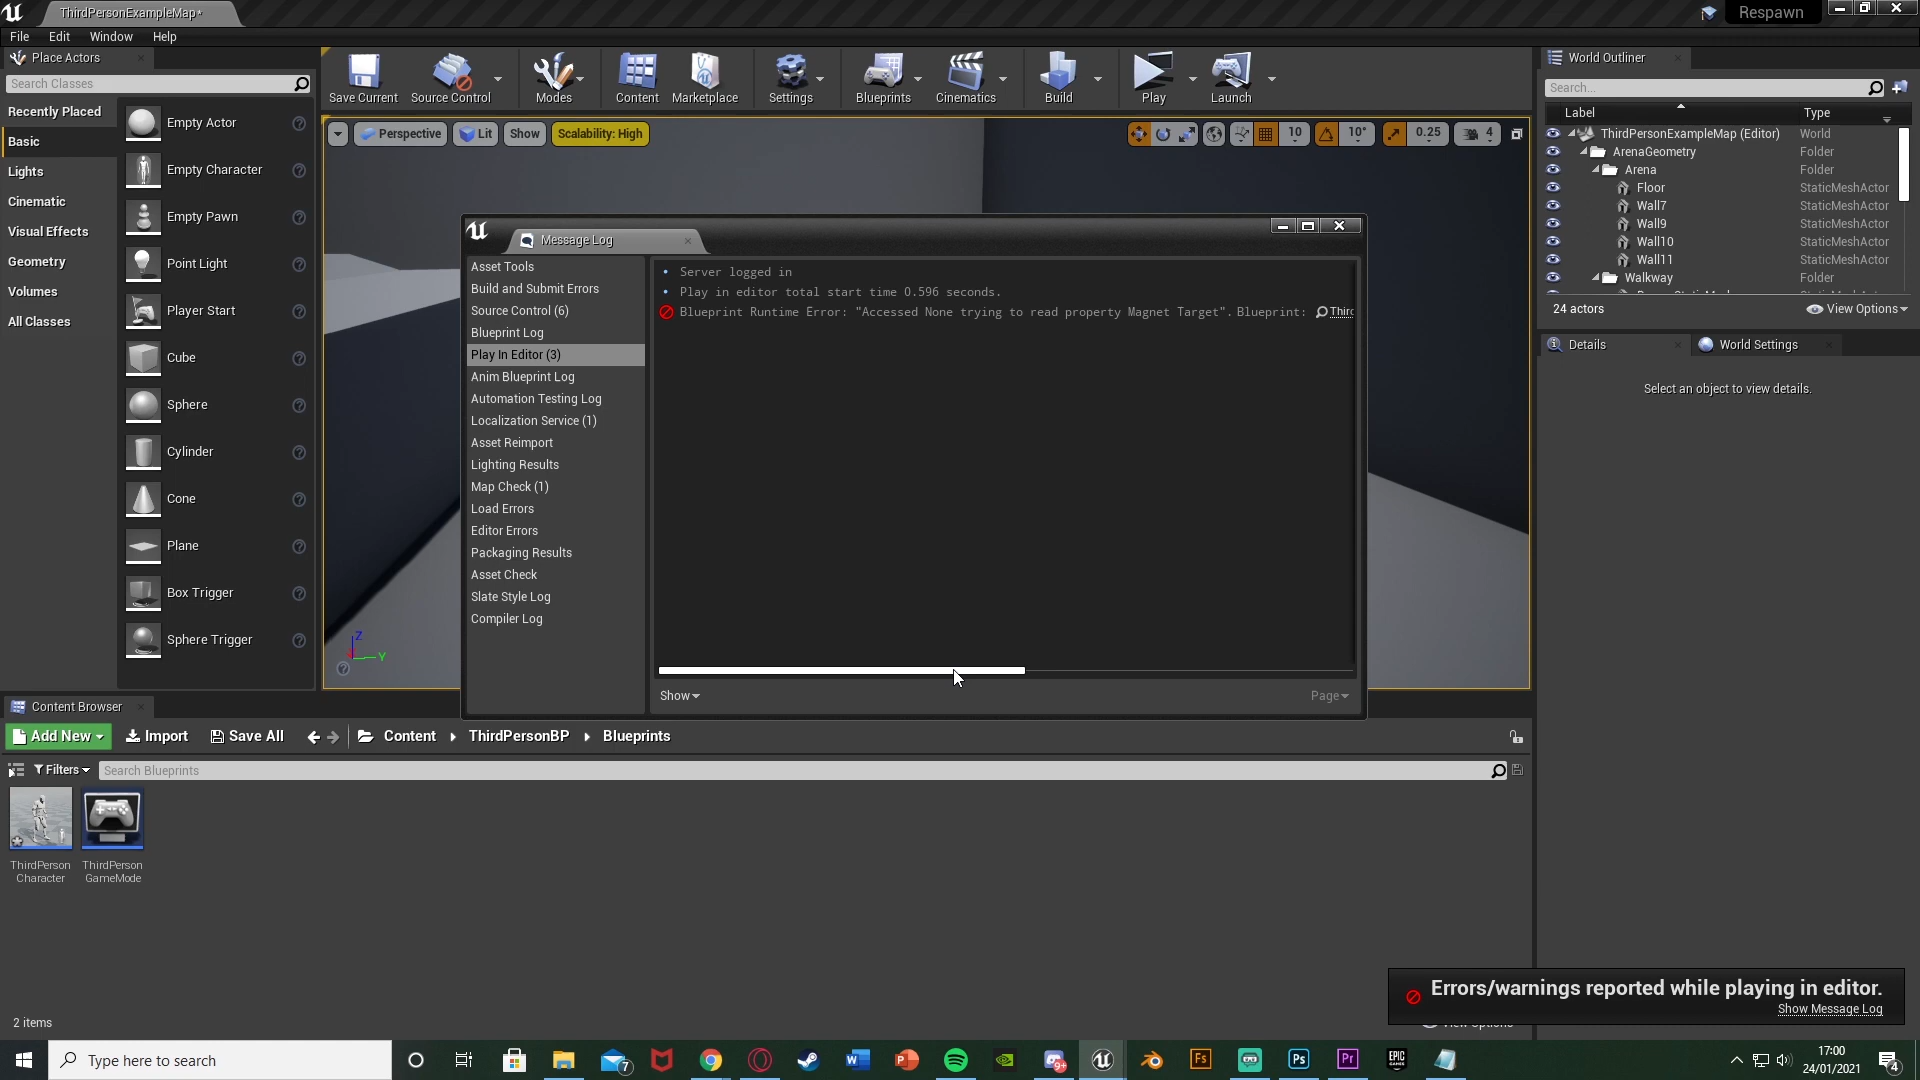 ThirdPersonExampleMap*
Respawn
File Edit Window Help
Place Actors
Search Classes
Recently Placed
Basic
Lights
Cinematic
Visual Effects
Geometry
Volumes
All Classes
Empty Actor
Empty Character
Empty Pawn
Point Light
Player Start
Cube
Sphere
Cylinder
Cone
Plane
Box Trigger
Sphere Trigger
Save Current
Source Control
Modes
Content
Marketplace
Settings
Blueprints
Cinematics
Build
Play
Launch
Perspective
Lit
Show
Scalability: High
10
10°
0.25
4
Z
Y
Message Log
Asset Tools
Build and Submit Errors
Source Control (6)
Blueprint Log
Play In Editor (3)
Anim Blueprint Log
Automation Testing Log
Localization Service (1)
Asset Reimport
Lighting Results
Map Check (1)
Load Errors
Editor Errors
Packaging Results
Asset Check
Slate Style Log
Compiler Log
Server logged in
Play in editor total start time 0.596 seconds.
Blueprint Runtime Error: "Accessed None trying to read property Magnet Target". Blueprint: Thirc
Show
Page
World Outliner
Search...
Label Type
ThirdPersonExampleMap (Editor) World
ArenaGeometry Folder
Arena Folder
Floor StaticMeshActor
Wall7 StaticMeshActor
Wall9 StaticMeshActor
Wall10 StaticMeshActor
Wall11 StaticMeshActor
Walkway Folder
24 actors
View Options
Details
World Settings
Select an object to view details.
Content Browser
Add New
Import
Save All
Content
ThirdPersonBP
Blueprints
Filters
Search Blueprints
ThirdPerson
Character
ThirdPerson
GameMode
2 items
Errors/warnings reported while playing in editor.
Show Message Log
Type here to search
7
W
P
9+
Fs
Ps
Pr
EPIC
GAMES
17:00
24/01/2021
4